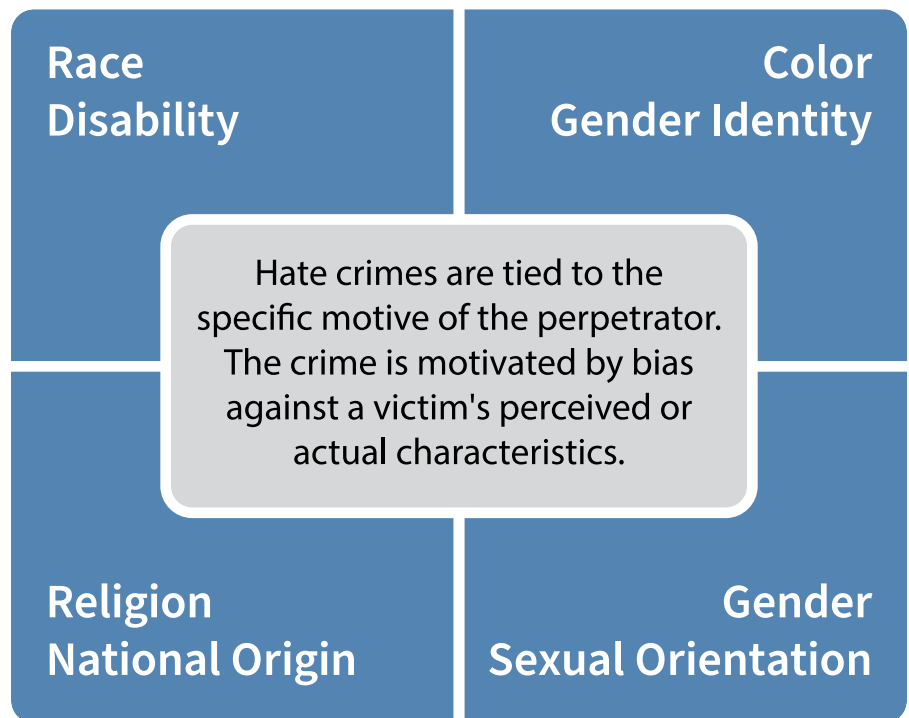 Race
Disability
Color
Gender Identity
Hate crimes are tied to the
specific motive of the perpetrator.
The crime is motivated by bias
against a victim's perceived or
actual characteristics.
Religion
National Origin
Gender
Sexual Orientation